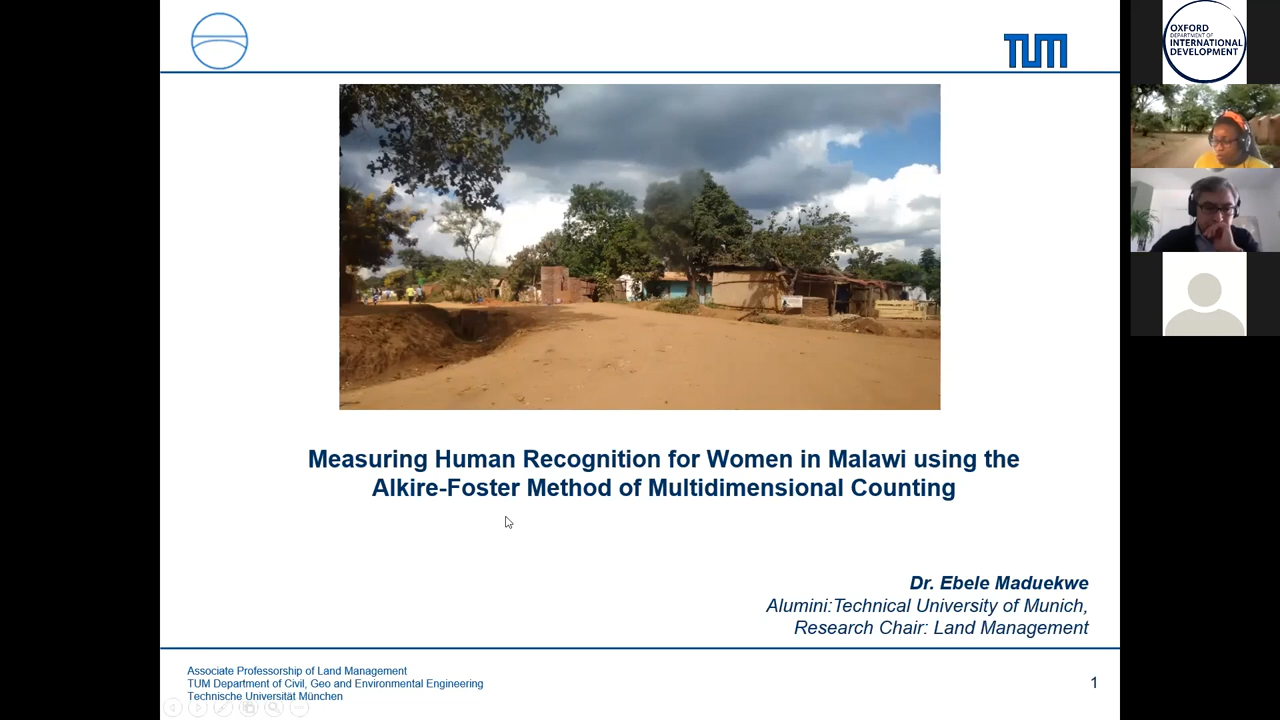 TUM
Measuring Human Recognition for Women in Malawi using the
Alkire-Foster Method of Multidimensional Counting
Dr. Ebele Maduekwe
Alumini:Technical University of Munich,
Research Chair: Land Management
Associate Professorship of Land Management
TUM Department of Civil, Geo and Environmental Engineering
Technische Universität München
1
OXFORD
DEPARTMENT OF
INTERNATIONAL
DEVELOPMENT